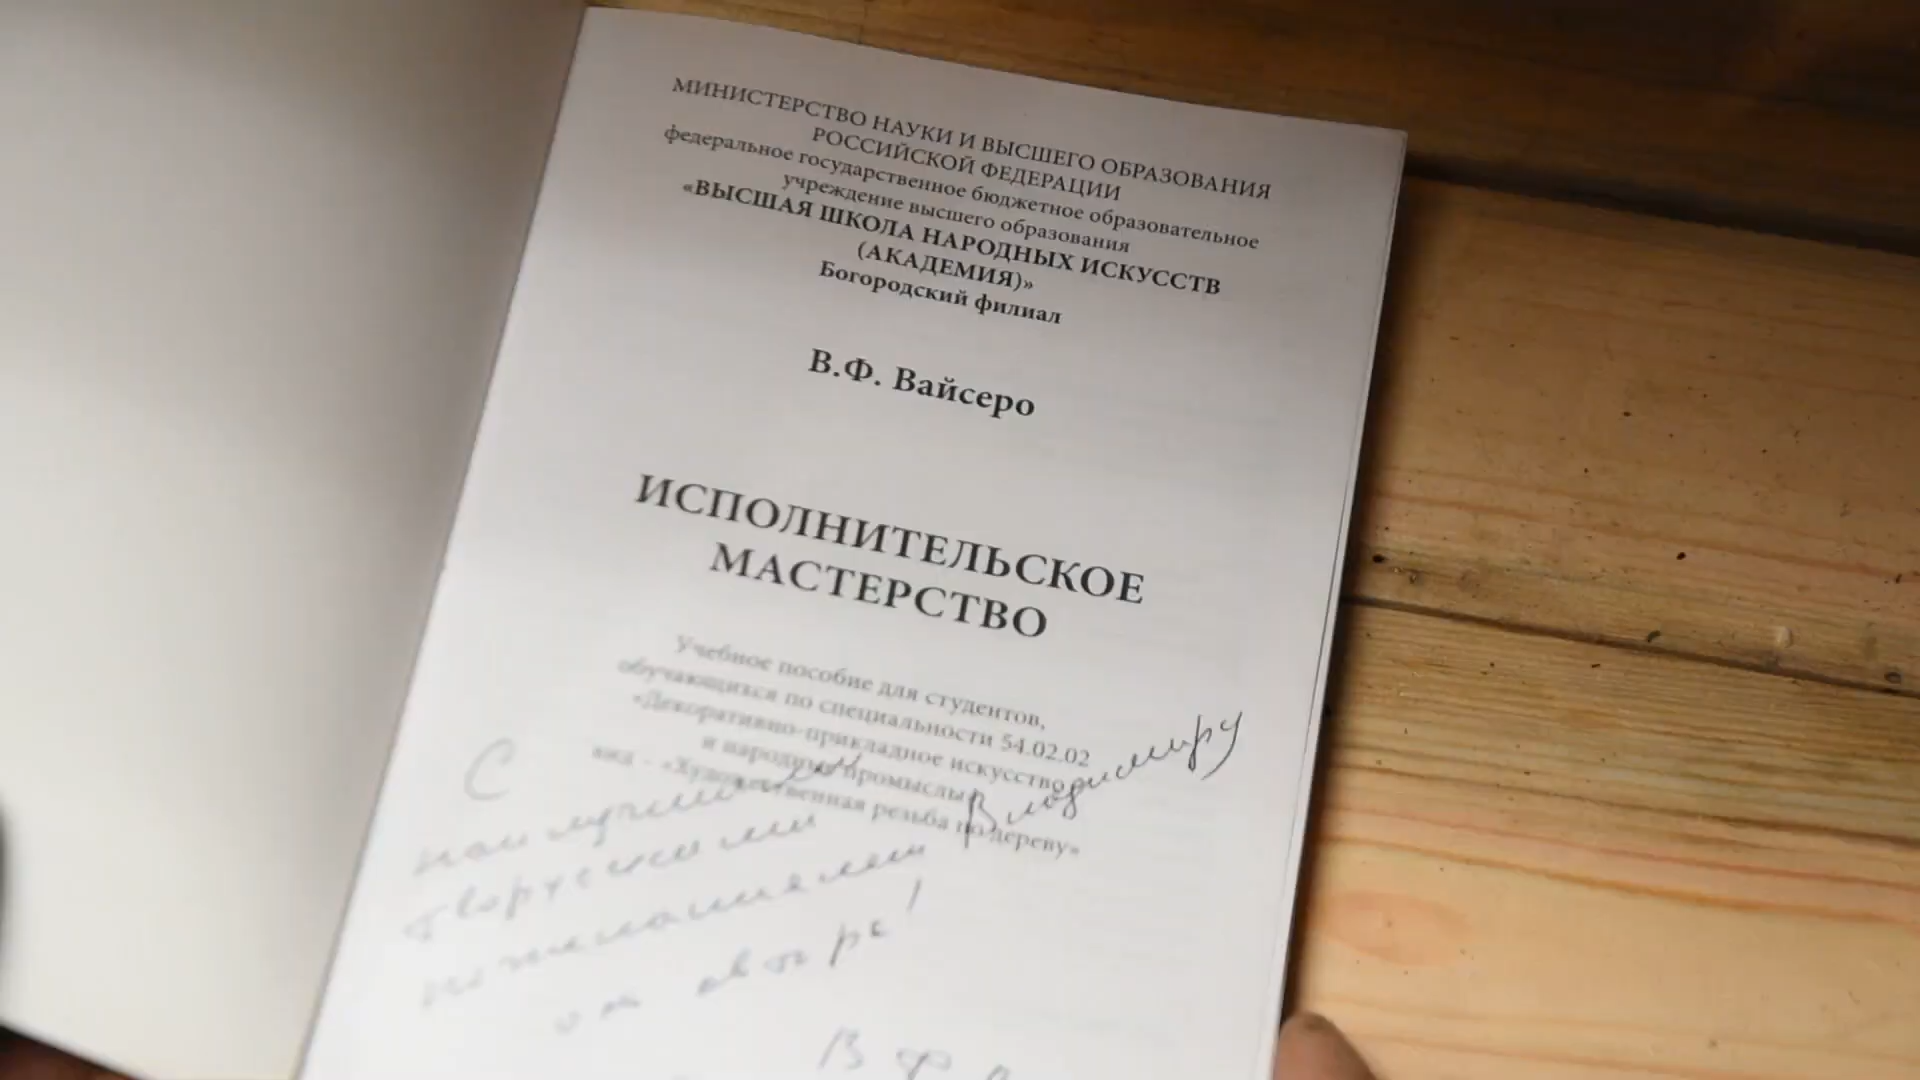 МИНИСТЕРСТВО НАУКИ И ВЫСШЕГО ОБРАЗОВАНИЯ
РОССИЙСКОЙ ФЕДЕРАЦИИ
федеральное государственное бюджетное образовательное
учреждение высшего образования
«ВЫСШАЯ ШКОЛА НАРОДНЫХ ИСКУССТВ
(АКАДЕМИЯ)»
Богородский филиал
В.Ф. Вайсеро
ИСПОЛНИТЕЛЬСКОЕ
МАСТЕРСТВО
Учебное пособие для студентов,
обучающихся по специальности 54.02.02
«Декоративно-прикладное искусство
и народные промыслы»
вид - «Художественная резьба по дереву»
Владимиру
С
наилучшими
творческими
пожеланиями
от автора!
В Ф